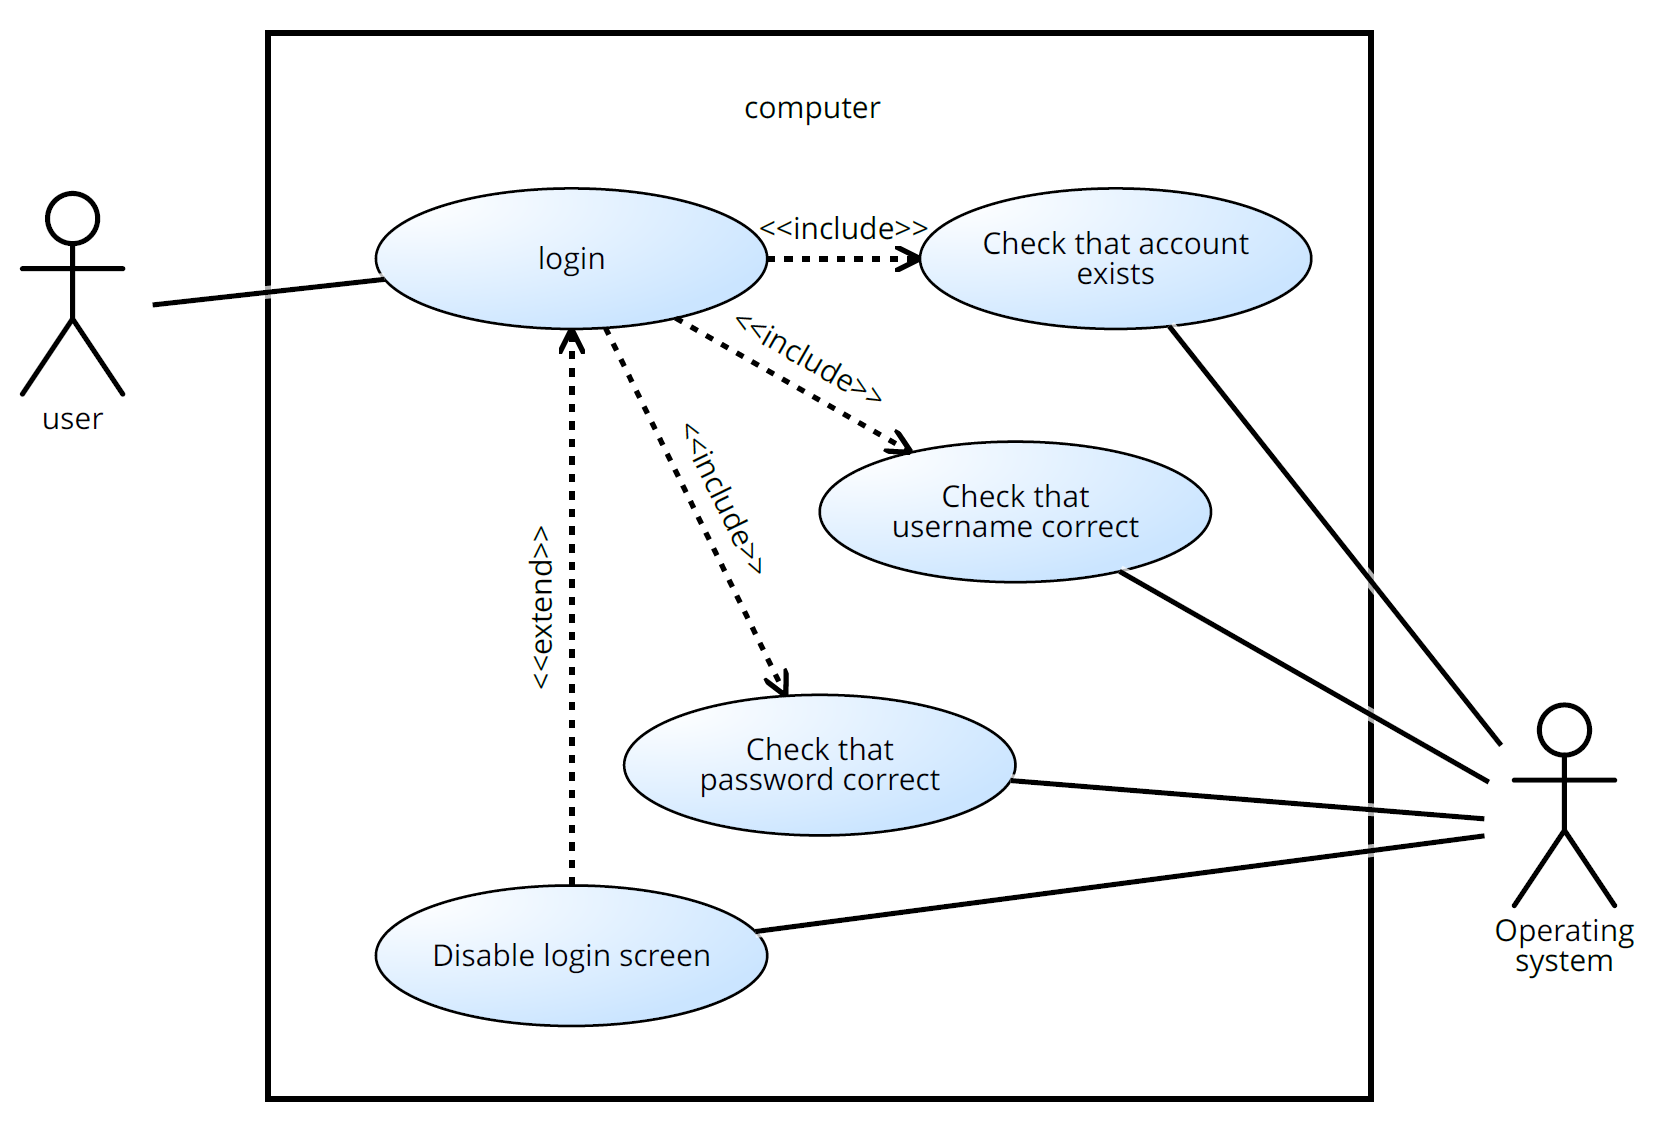 computer
login
<<include>>
Check that account
exists
user
<<include>>
<<include>>
Check that
username correct
<<extend>>
Check that
password correct
Disable login screen
Operating
system